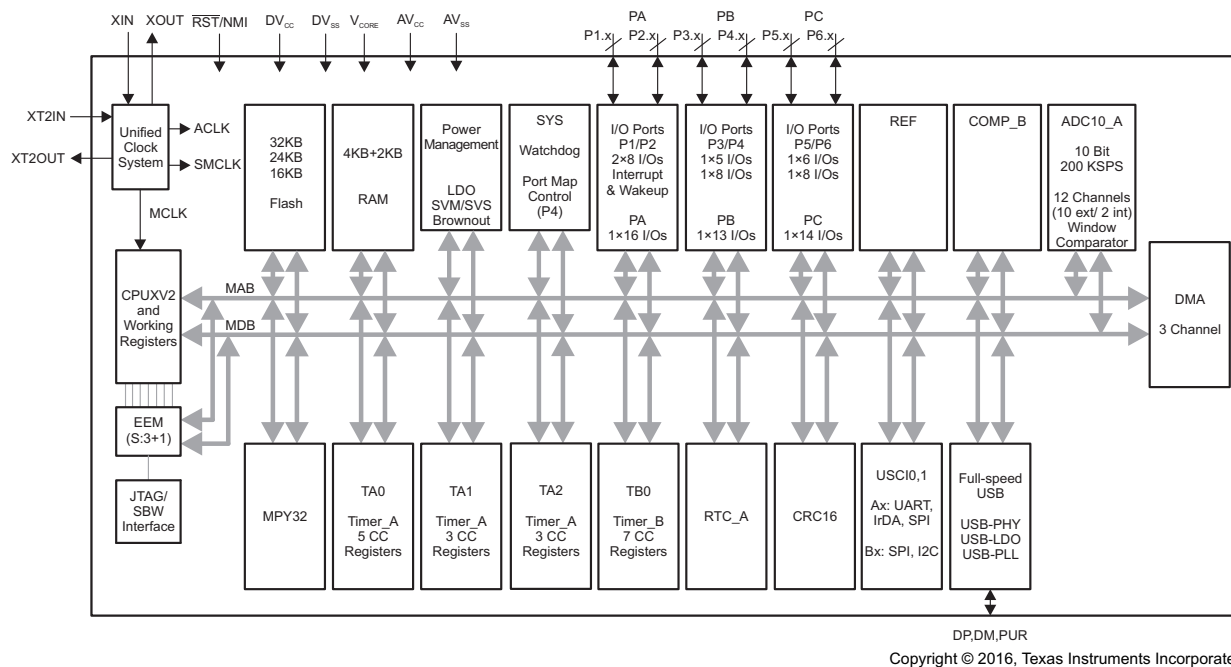 XIN XOUT RST/NMI DVCC DVSS VCORE AVCC AVSS
PA PB PC
P1.x P2.x P3.x P4.x P5.x P6.x
XT2IN
XT2OUT
Unified
Clock
System
ACLK
SMCLK
MCLK
32KB
24KB
16KB
Flash
4KB+2KB
RAM
Power
Management
LDO
SVM/SVS
Brownout
SYS
Watchdog
Port Map
Control
(P4)
I/O Ports
P1/P2
2×8 I/Os
Interrupt
& Wakeup
PA
1×16 I/Os
I/O Ports
P3/P4
1×5 I/Os
1×8 I/Os
PB
1×13 I/Os
I/O Ports
P5/P6
1×6 I/Os
1×8 I/Os
PC
1×14 I/Os
REF
COMP_B
ADC10_A
10 Bit
200 KSPS
12 Channels
(10 ext/ 2 int)
Window
Comparator
CPUXV2
and
Working
Registers
MAB
MDB
DMA
3 Channel
EEM
(S:3+1)
JTAG/
SBW
Interface
MPY32
TA0
Timer_A
5 CC
Registers
TA1
Timer_A
3 CC
Registers
TA2
Timer_A
3 CC
Registers
TB0
Timer_B
7 CC
Registers
RTC_A
CRC16
USCI0,1
Ax: UART,
IrDA, SPI
Bx: SPI, I2C
Full-speed
USB
USB-PHY
USB-LDO
USB-PLL
DP,DM,PUR
Copyright © 2016, Texas Instruments Incorporate